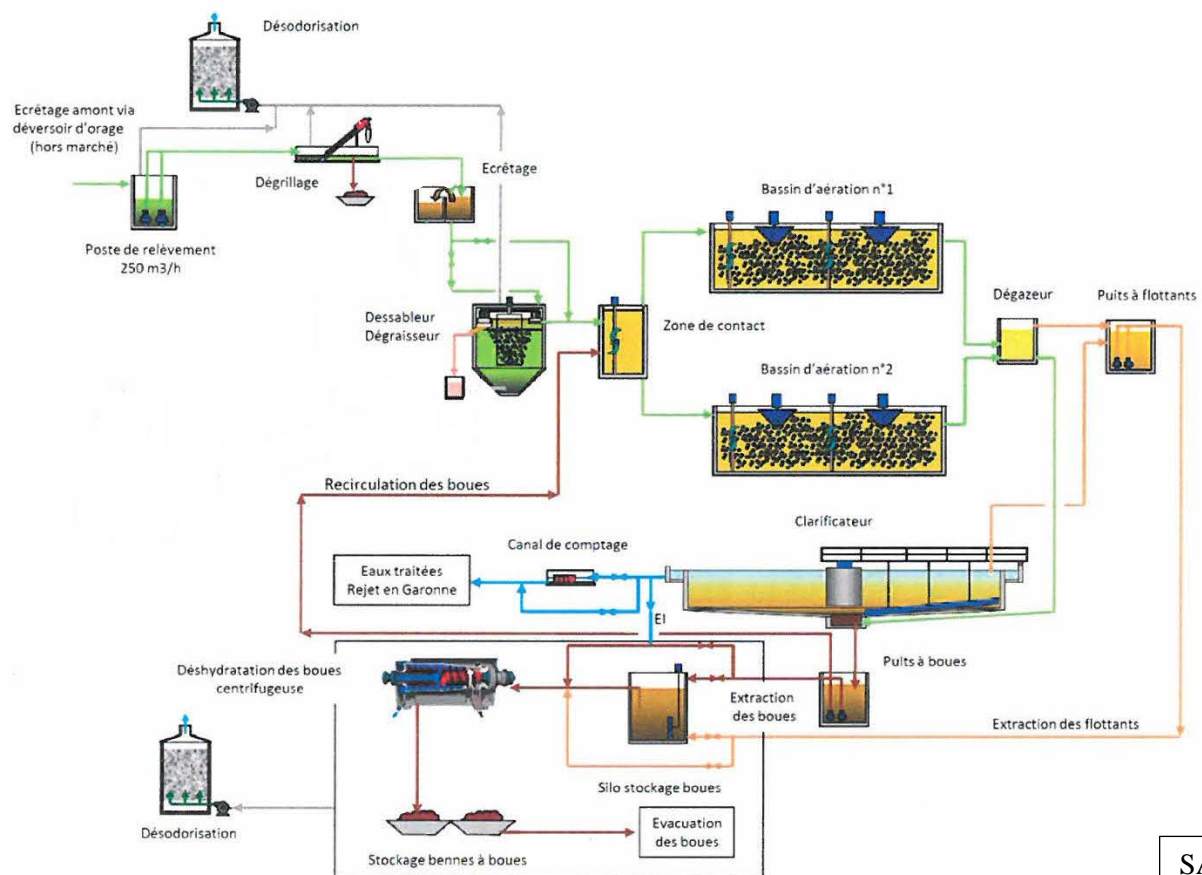 Désodorisation
Ecrêtage amont via
déversoir d'orage
(hors marché)
Dégrillage
Ecrêtage
Poste de relèvement
250 m3/h
Dessableur
Dégraisseur
Zone de contact
Bassin d'aération n°1
Bassin d'aération n°2
Dégazeur
Puits à flottants
Recirculation des boues
Clarificateur
Canal de comptage
Eaux traitées
Rejet en Garonne
EI
Puits à boues
Déshydratation des boues
centrifugeuse
Extraction
des boues
Extraction des flottants
Silo stockage boues
Désodorisation
Stockage bennes à boues
Evacuation
des boues